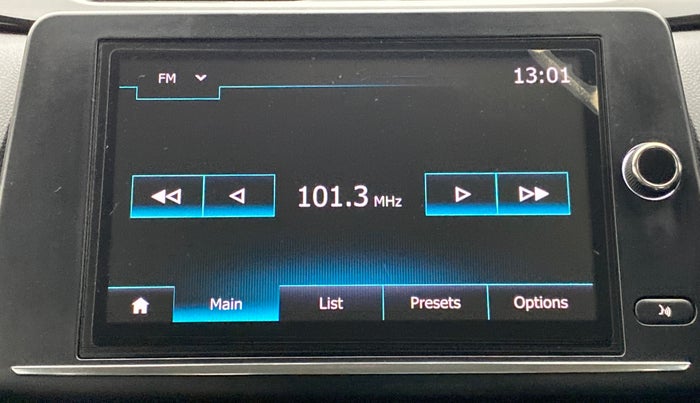 FM
13:01
101.3 MHz
Main List Presets Options